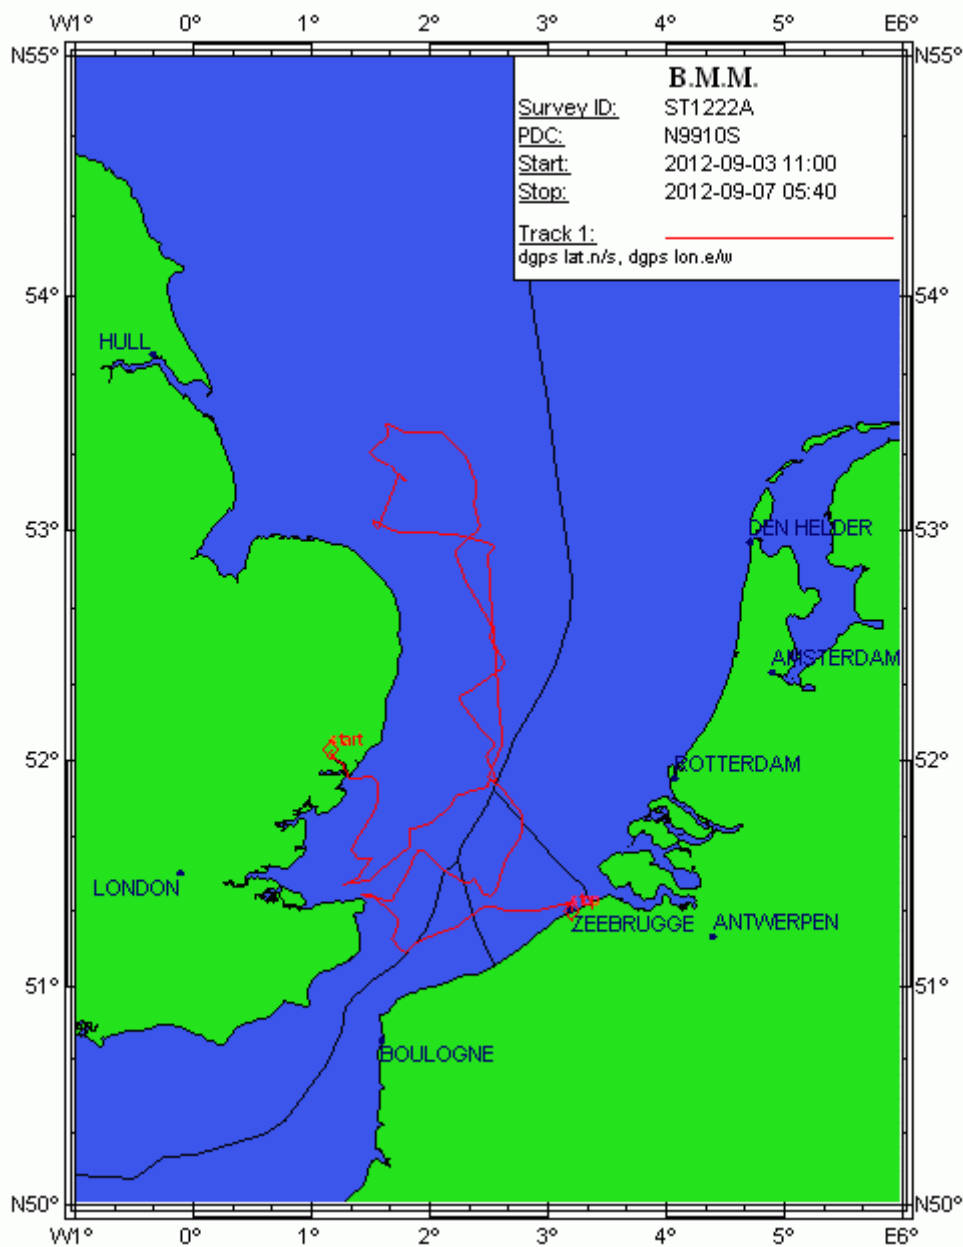 W1° 0° 1° 2° 3° 4° 5° E6°
N55° N55°
B.M.M.
Survey ID: ST1222A
PDC: N9910S
Start: 2012-09-03 11:00
Stop: 2012-09-07 05:40
Track 1:
dgps lat.n/s, dgps lon.e/w
54° 54°
HULL
53° 53°
DEN HELDER
AMSTERDAM
tart
52° 52°
ROTTERDAM
LONDON
ZEEBRUGGE ANTWERPEN
51° 51°
BOULOGNE
N50° N50°
W1° 0° 1° 2° 3° 4° 5° E6°